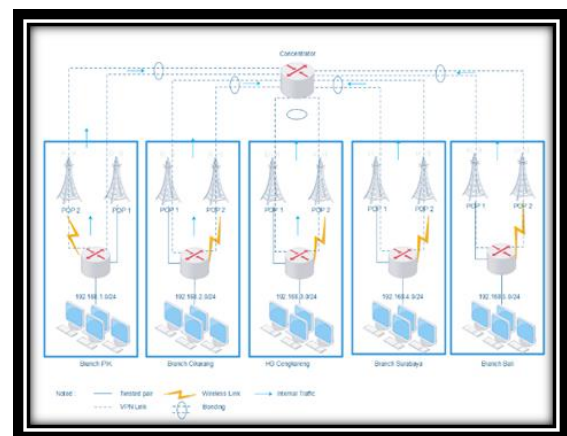 Concentrator
POP 2
POP 1
POP 1
POP 2
POP 1
POP 2
POP 1
POP 2
POP 1
POP 2
192.168.1.0/24
192.168.2.0/24
192.168.3.0/24
192.168.4.0/24
192.168.5.0/24
Branch PIK
Branch Cikarang
HO Cengkareng
Branch Surabaya
Branch Bali
Noted :
Twisted pair
Wireless Link
Internal Traffic
VPN Link
Bonding